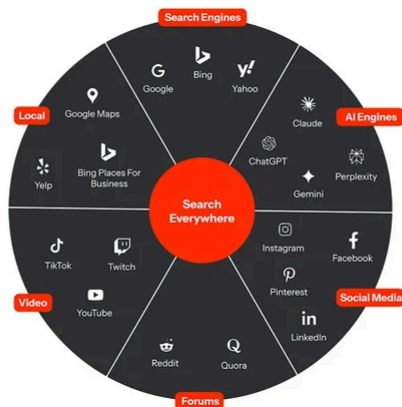 Search Engines
Google
Bing
Yahoo
Local
Google Maps
Yelp
Bing Places For
Business
AI Engines
Claude
ChatGPT
Perplexity
Gemini
Search
Everywhere
Video
TikTok
Twitch
YouTube
Social Media
Instagram
Facebook
Pinterest
LinkedIn
Forums
Reddit
Quora